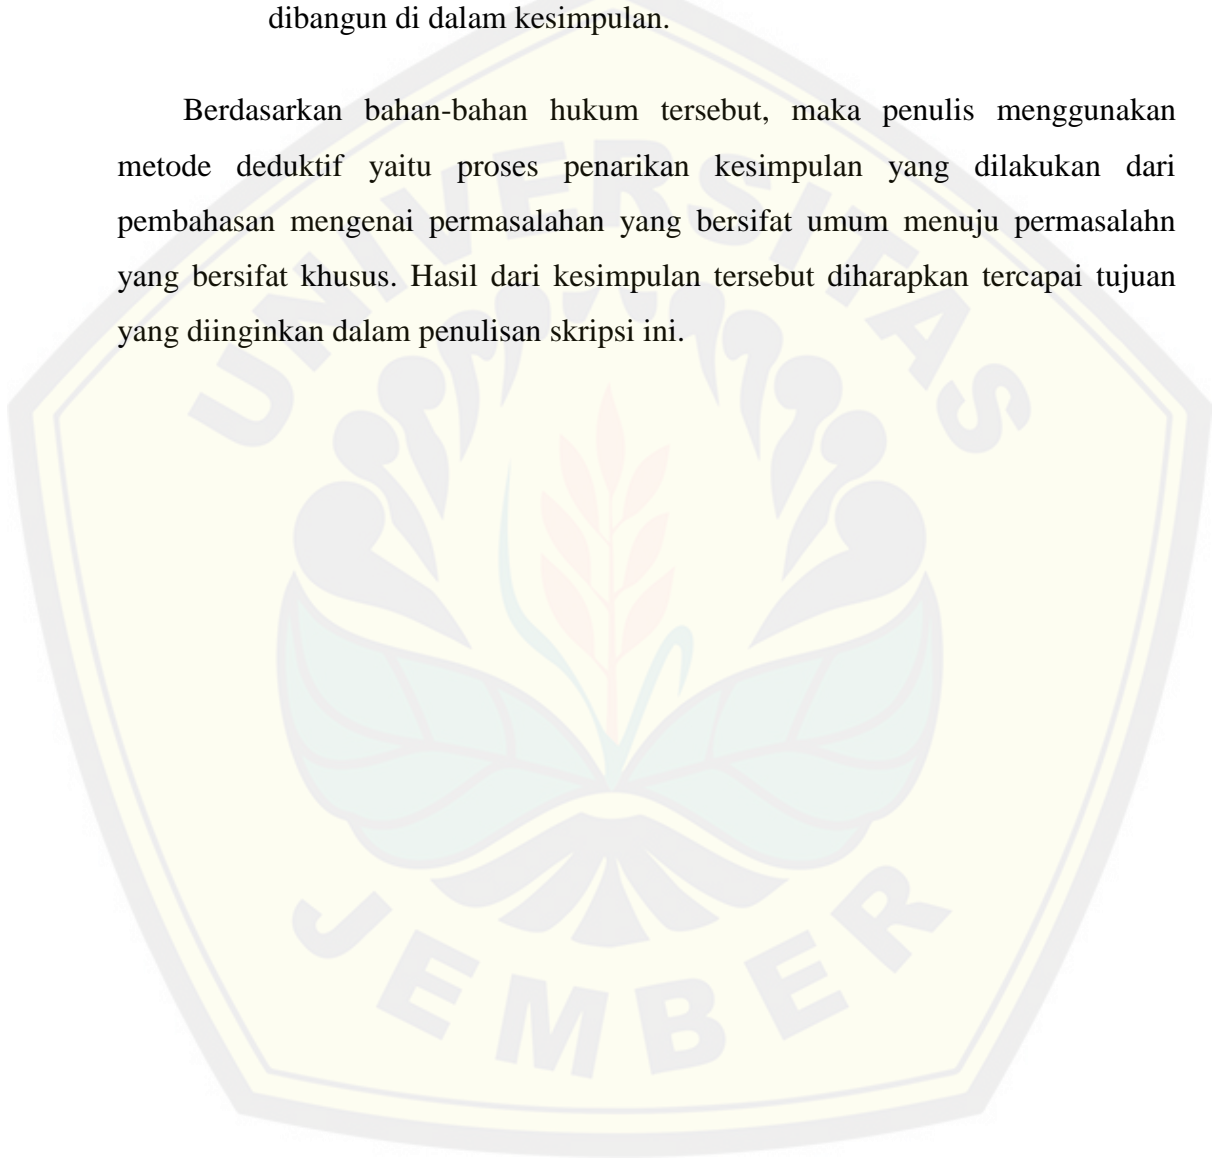 dibangun di dalam kesimpulan.
Berdasarkan bahan-bahan hukum tersebut, maka penulis menggunakan
metode deduktif yaitu proses penarikan kesimpulan yang dilakukan dari
pembahasan mengenai permasalahan yang bersifat umum menuju permasalahn
yang bersifat khusus. Hasil dari kesimpulan tersebut diharapkan tercapai tujuan
yang diinginkan dalam penulisan skripsi ini.
UNIVERSITAS
JEMBER